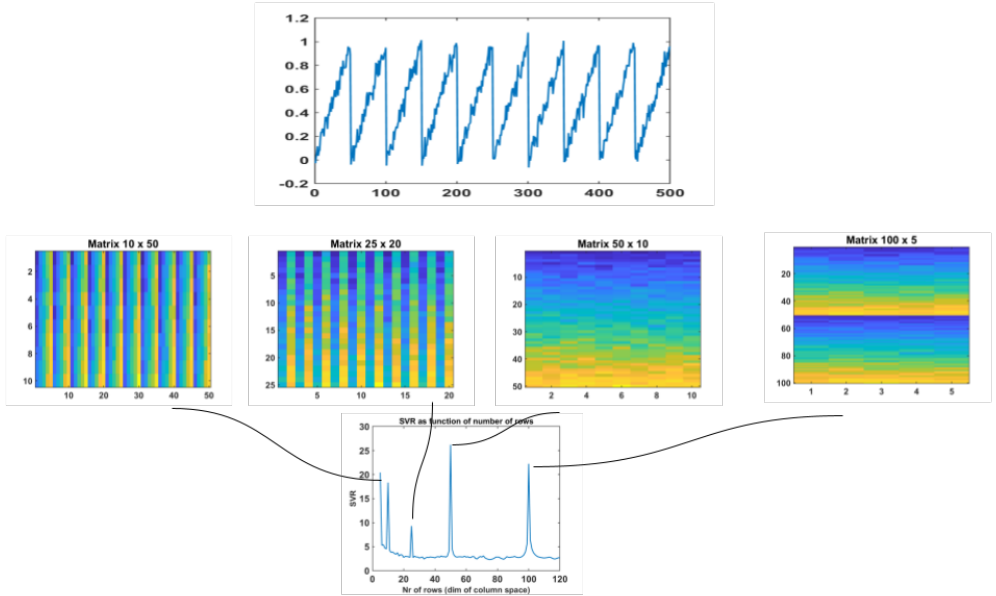 1.2
1
0.8
0.6
0.4
0.2
0
-0.2
0 100 200 300 400 500
Matrix 10 x 50
2
4
6
8
10
10 20 30 40 50
Matrix 25 x 20
5
10
15
20
25
5 10 15 20
Matrix 50 x 10
10
20
30
40
50
2 4 6 8 10
Matrix 100 x 5
20
40
60
80
100
1 2 3 4 5
SVR as function of number of rows
30
25
20
15
10
5
0
SVR
0 20 40 60 80 100 120
Nr of rows (dim of column space)